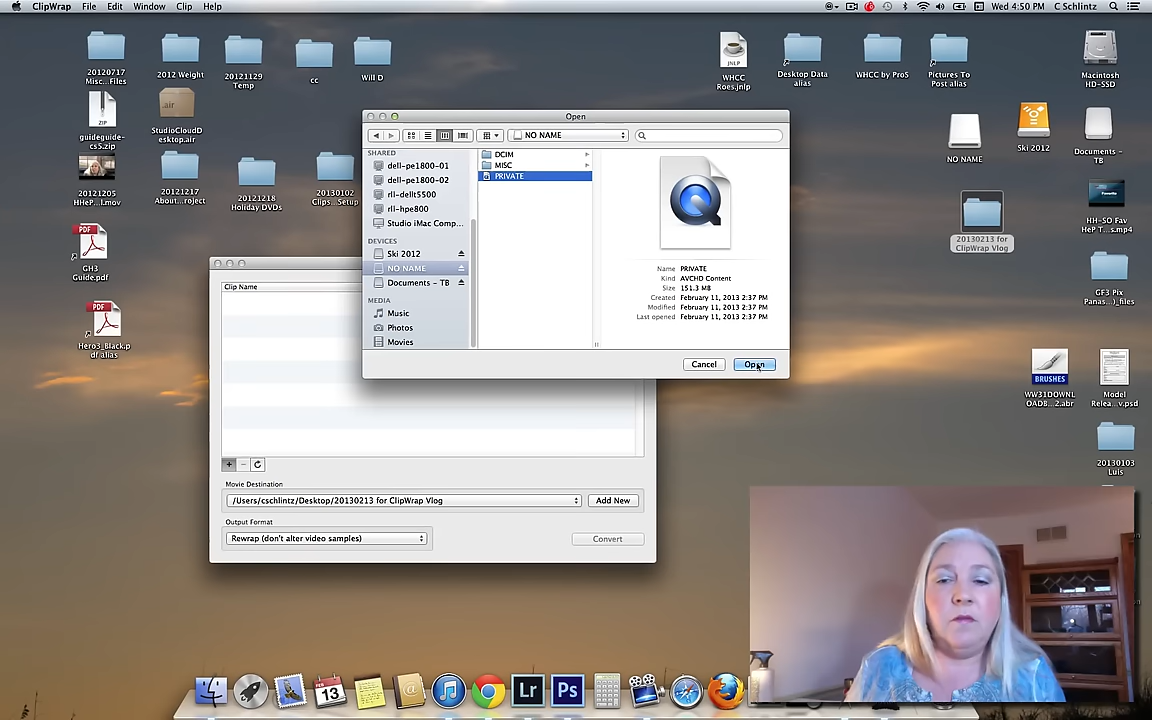 ClipWrap File Edit Window Clip Help
Wed 4:50 PM C Schlintz
20120717
Misc...Files
2012 Weight
20121129
Temp
cc
Will D
WHCC
Roes.jnlp
JNLP
Desktop Data
alias
WHCC by ProS
Pictures To
Post alias
Macintosh
HD-SSD
ZIP
guideguide-
cs5.zip
.air
StudioCloudD
esktop.air
NO NAME
Ski 2012
Documents -
TB
20121205
HHeP...l.mov
20121217
About...roject
20121218
Holiday DVDs
20130102
Clips...Setup
20130213 for
ClipWrap Vlog
HH-SO Fav
HeP T...s.mp4
PDF
GH3
Guide.pdf
GF3 Pix
Panas...)_files
PDF
Hero3_Black.p
df alias
BRUSHES
WW31DOWNL
OADB...2.abr
Model
Relea...v.psd
20130103
Luis
Open
NO NAME
SHARED
dell-pe1800-01
dell-pe1800-02
rll-dellt5500
rll-hpe800
Studio iMac Comp...
DEVICES
Ski 2012
NO NAME
Documents - TB
MEDIA
Music
Photos
Movies
DCIM
MISC
PRIVATE
Name PRIVATE
Kind AVCHD Content
Size 151.3 MB
Created February 11, 2013 2:37 PM
Modified February 11, 2013 2:37 PM
Last opened February 11, 2013 2:37 PM
Cancel Open
Clip Name
Movie Destination
/Users/cschlintz/Desktop/20130213 for ClipWrap Vlog
Add New
Output Format
Rewrap (don't alter video samples)
Convert
FEB
13
Lr
Ps